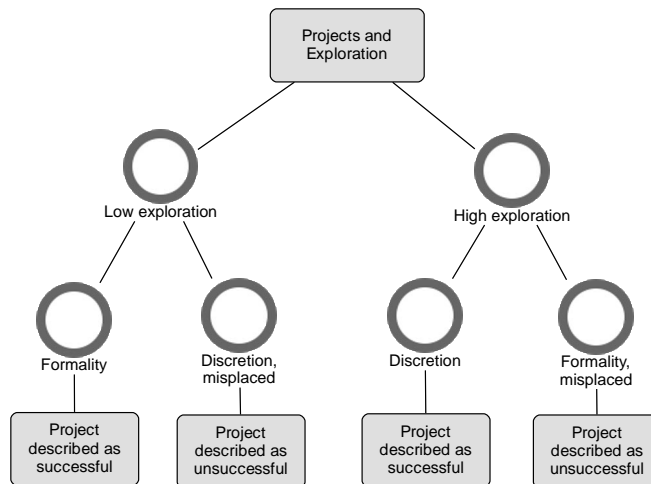 Projects and
Exploration
Low exploration
High exploration
Formality
Discretion,
misplaced
Discretion
Formality,
misplaced
Project
described as
successful
Project
described as
unsuccessful
Project
described as
successful
Project
described as
unsuccessful